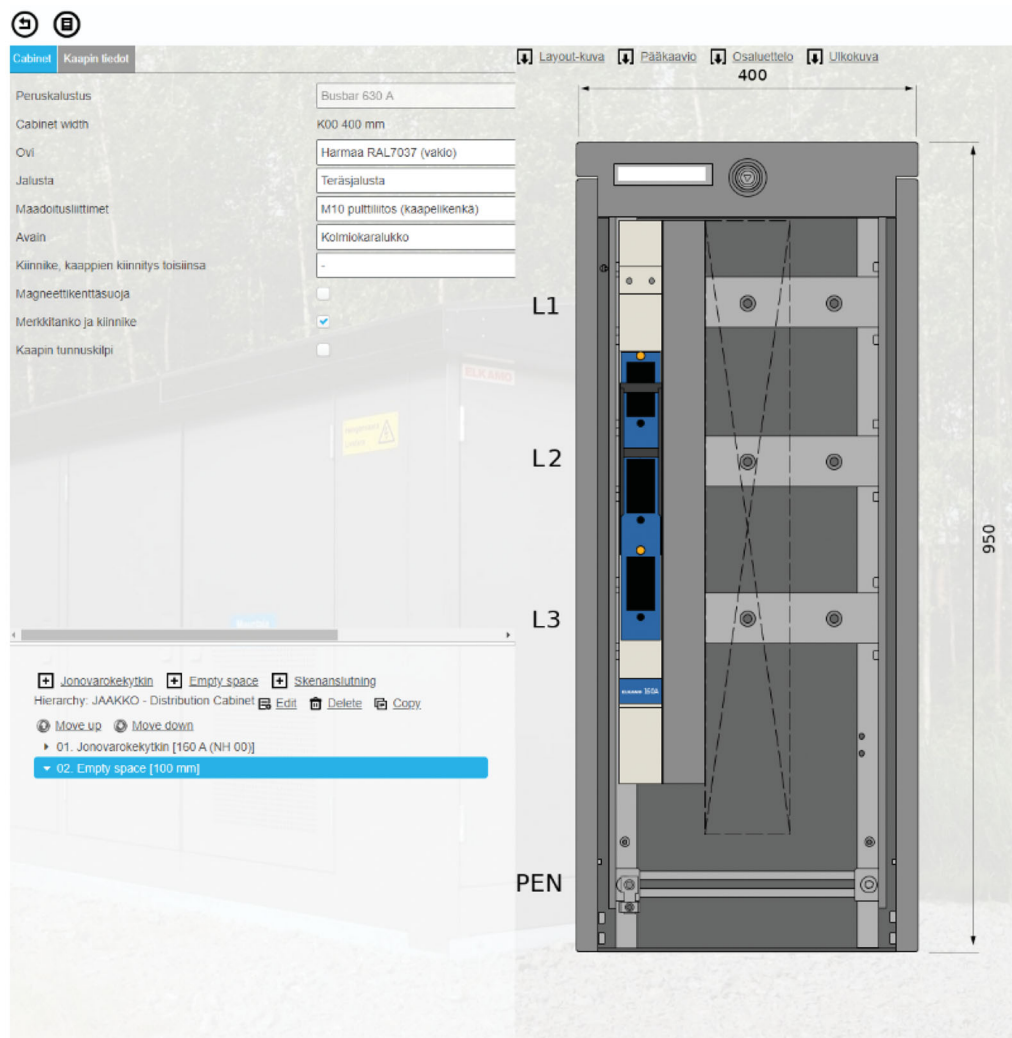 Cabinet Kaapin tiedot
Layout-kuva Pääkaavio Osaluettelo Ulkokuva
400
Peruskalustus Busbar 630 A
Cabinet width K00 400 mm
Ovi Harmaa RAL7037 (vakio)
Jalusta Teräsjalusta
Maadoitusliittimet M10 pulttiliitos (kaapelikenkä)
Avain Kolmiokaralukko
Kiinnike, kaappien kiinnitys toisiinsa -
Magneettikenttäsuoja
Merkkitanko ja kiinnike
Kaapin tunnuskilpi
ELKAMO
L1
L2
950
L3
Jonovarokekytkin Empty space Skenanslutning
Hierarchy: JAAKKO - Distribution Cabinet Edit Delete Copy
Move up Move down
01. Jonovarokekytkin [160 A (NH 00)]
02. Empty space [100 mm]
160A
PEN